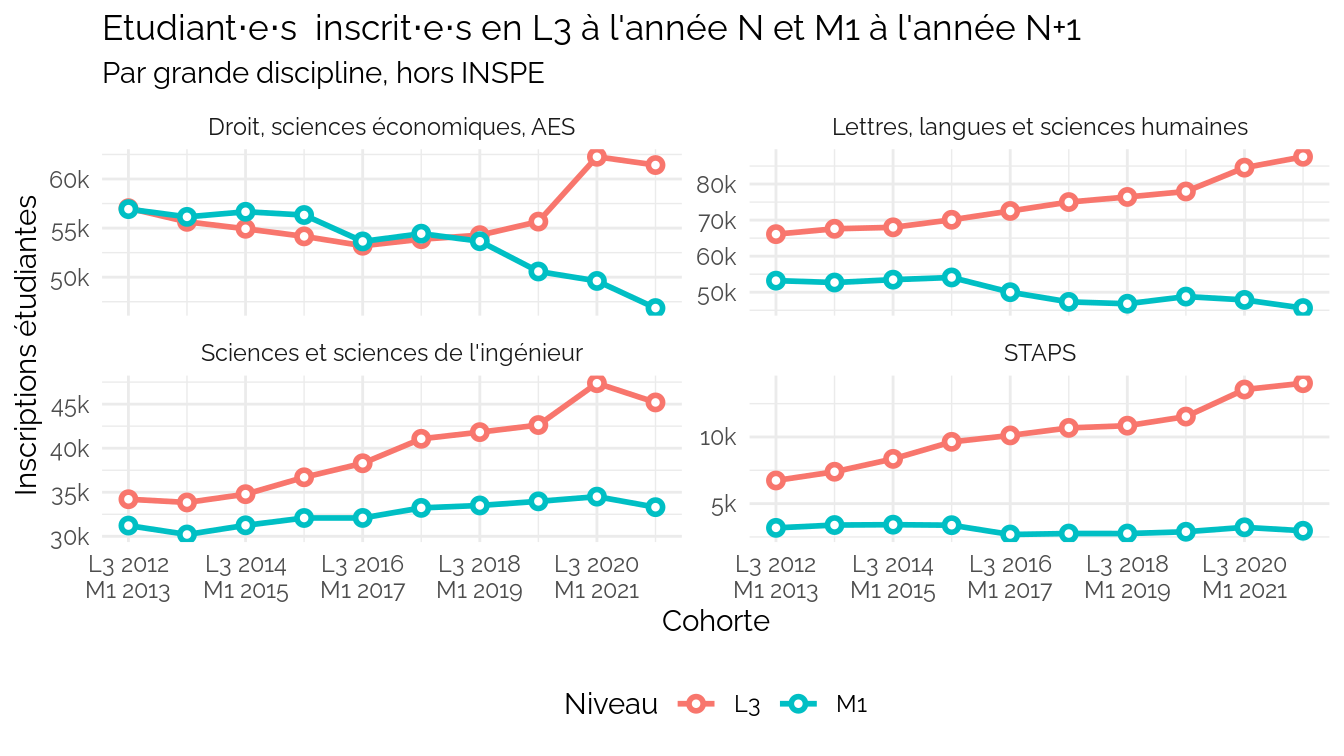 Etudiant·e·s  inscrit·e·s en L3 à l'année N et M1 à l'année N+1
Par grande discipline, hors INSPE
Droit, sciences économiques, AES
Lettres, langues et sciences humaines
60k
55k
50k
80k
70k
60k
50k
Inscriptions étudiantes
Sciences et sciences de l'ingénieur
STAPS
45k
40k
35k
30k
10k
5k
L3 2012 L3 2014 L3 2016 L3 2018 L3 2020
M1 2013 M1 2015 M1 2017 M1 2019 M1 2021
L3 2012 L3 2014 L3 2016 L3 2018 L3 2020
M1 2013 M1 2015 M1 2017 M1 2019 M1 2021
Cohorte
Niveau L3 M1